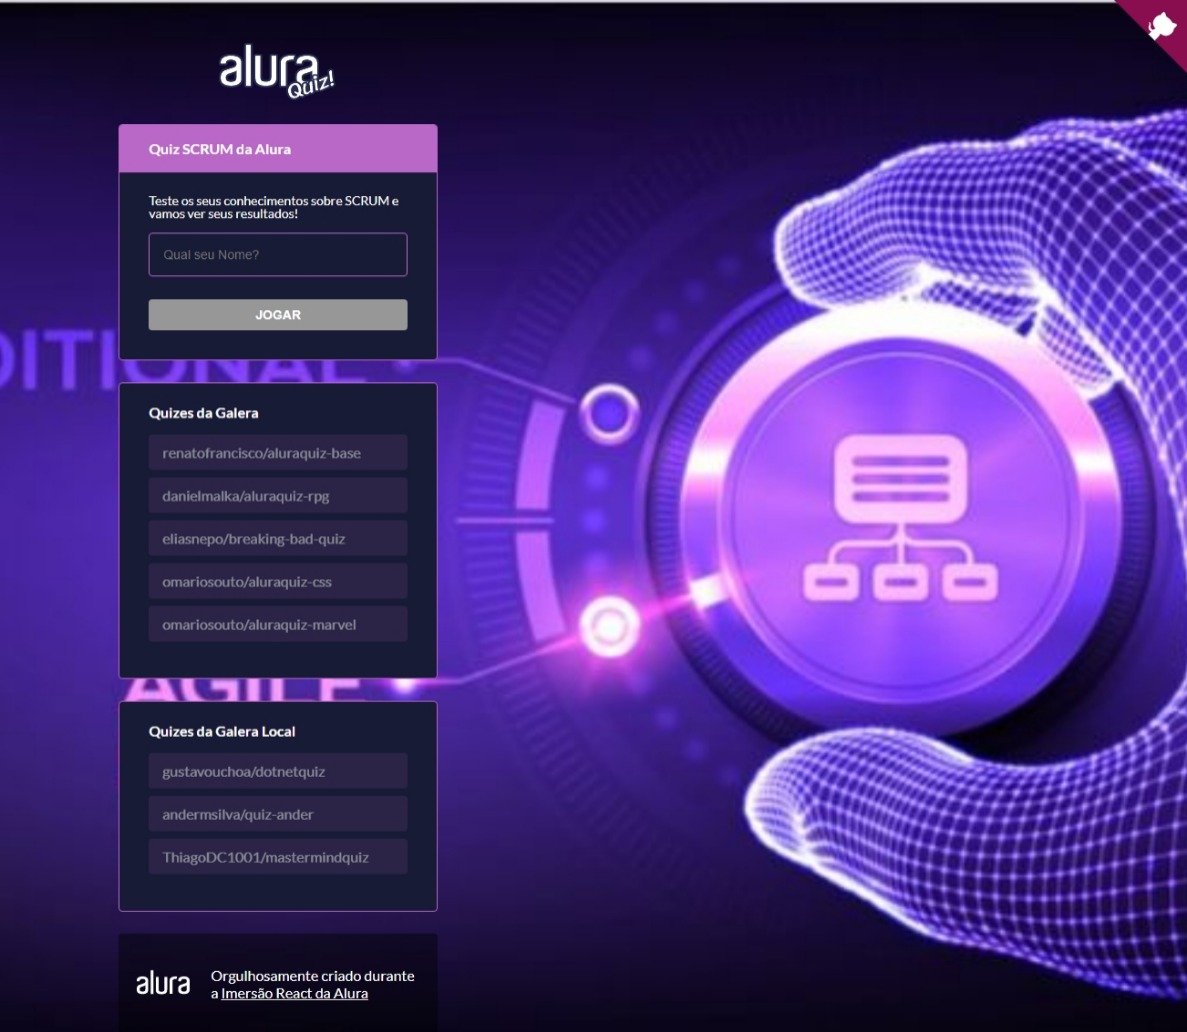 alura
Quiz!
Quiz SCRUM da Alura
Teste os seus conhecimentos sobre SCRUM e
vamos ver seus resultados!
Qual seu Nome?
JOGAR
DITIONAL
Quizes da Galera
renatofrancisco/aluraquiz-base
danielmalka/aluraquiz-rpg
eliasnepo/breaking-bad-quiz
omariosouto/aluraquiz-css
omariosouto/aluraquiz-marvel
AGILE
Quizes da Galera Local
gustavouchoa/dotnetquiz
andermsilva/quiz-ander
ThiagoDC1001/mastermindquiz
alura
Orgulhosamente criado durante
a Imersão React da Alura